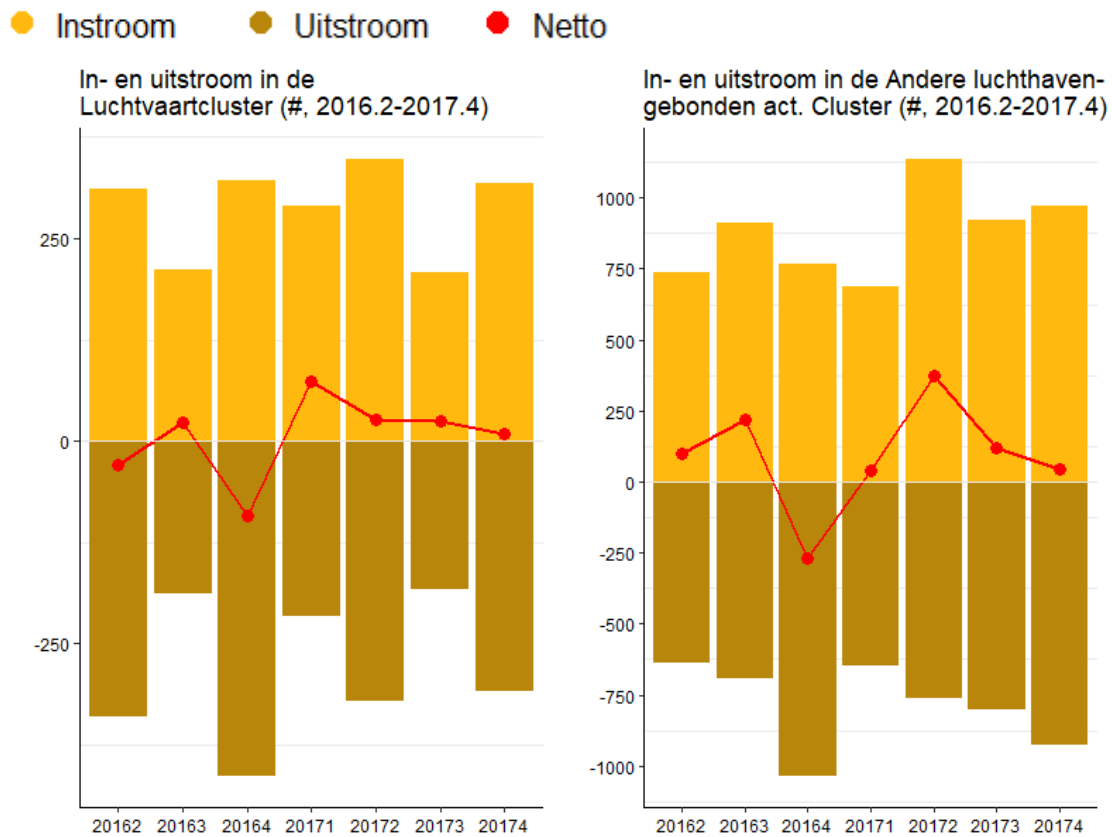 Instroom Uitstroom Netto
In- en uitstroom in de
Luchtvaartcluster (#, 2016.2-2017.4)
250
0
-250
20162 20163 20164 20171 20172 20173 20174
In- en uitstroom in de Andere luchthaven-
gebonden act. Cluster (#, 2016.2-2017.4)
1000
750
500
250
0
-250
-500
-750
-1000
20162 20163 20164 20171 20172 20173 20174